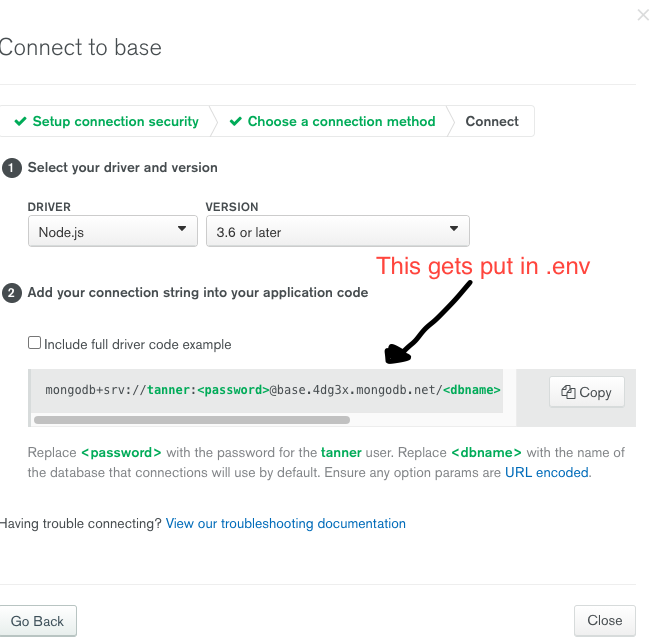 ×
Connect to base
✔ Setup connection security ✔ Choose a connection method Connect
1 Select your driver and version
DRIVER VERSION
Node.js 3.6 or later
This gets put in .env
2 Add your connection string into your application code
Include full driver code example
mongodb+srv://tanner:<password>@base.4dg3x.mongodb.net/<dbname>
Copy
Replace <password> with the password for the tanner user. Replace <dbname> with the name of
the database that connections will use by default. Ensure any option params are URL encoded.
Having trouble connecting? View our troubleshooting documentation
Go Back Close